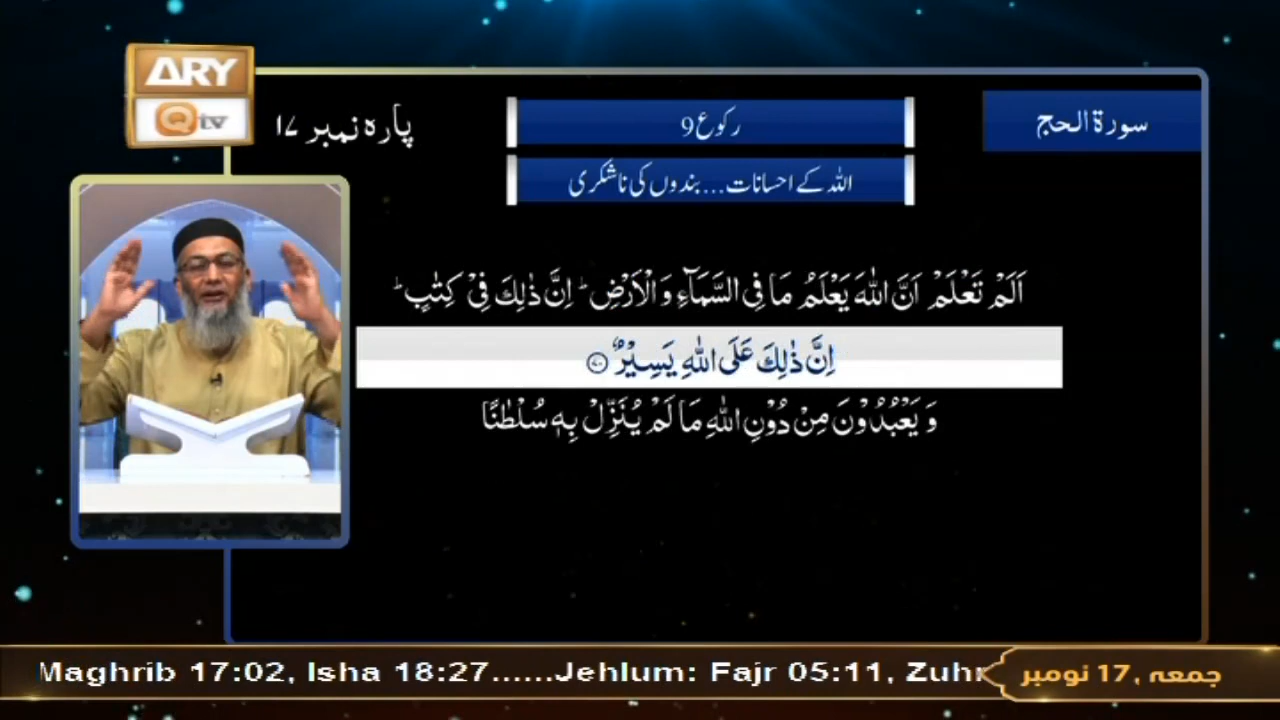 ARY
Qtv
پارہ نمبر ۱۷
رکوع 9
سورۃ الحج
اللہ کے احسانات...بندوں کی ناشکری
اَلَمْ تَعْلَمْ اَنَّ اللّٰهَ یَعْلَمُ مَا فِی السَّمَآءِ وَ الْاَرْضِ ؕ اِنَّ ذٰلِكَ فِیْ كِتٰبٍ ؕ
اِنَّ ذٰلِكَ عَلَى اللّٰهِ یَسِیْرٌ ۷۰
وَ یَعْبُدُوْنَ مِنْ دُوْنِ اللّٰهِ مَا لَمْ یُنَزِّلْ بِهٖ سُلْطٰنًا
Maghrib 17:02, Isha 18:27......Jehlum: Fajr 05:11, Zuhr
جمعہ ,17 نومبر